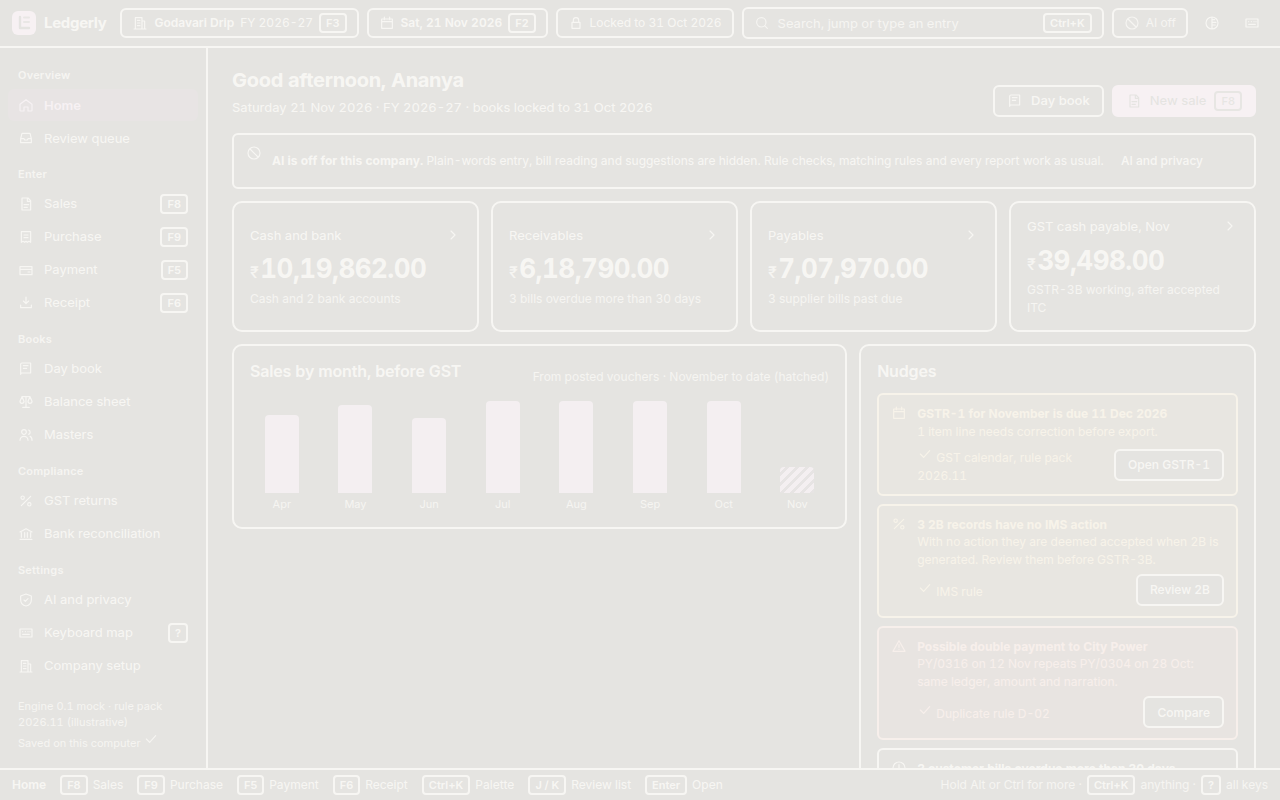 Ledgerly
Godavari Drip FY 2026-27 F3
Sat, 21 Nov 2026 F2
Locked to 31 Oct 2026
Search, jump or type an entry Ctrl+K
AI off
Overview
Home
Review queue
Enter
Sales F8
Purchase F9
Payment F5
Receipt F6
Books
Day book
Balance sheet
Masters
Compliance
GST returns
Bank reconciliation
Settings
AI and privacy
Keyboard map ?
Company setup
Engine 0.1 mock · rule pack
2026.11 (illustrative)
Saved on this computer
Good afternoon, Ananya
Saturday 21 Nov 2026 · FY 2026-27 · books locked to 31 Oct 2026
Day book
New sale F8
AI is off for this company. Plain-words entry, bill reading and suggestions are hidden. Rule checks, matching rules and every report work as usual. AI and privacy
Cash and bank
₹10,19,862.00
Cash and 2 bank accounts
Receivables
₹6,18,790.00
3 bills overdue more than 30 days
Payables
₹7,07,970.00
3 supplier bills past due
GST cash payable, Nov
₹39,498.00
GSTR-3B working, after accepted
ITC
Sales by month, before GST
From posted vouchers · November to date (hatched)
Apr May Jun Jul Aug Sep Oct Nov
Nudges
GSTR-1 for November is due 11 Dec 2026
1 item line needs correction before export.
GST calendar, rule pack
2026.11
Open GSTR-1
3 2B records have no IMS action
With no action they are deemed accepted when 2B is
generated. Review them before GSTR-3B.
IMS rule
Review 2B
Possible double payment to City Power
PY/0316 on 12 Nov repeats PY/0304 on 28 Oct:
same ledger, amount and narration.
Duplicate rule D-02
Compare
3 customer bills overdue more than 30 days
Home F8 Sales F9 Purchase F5 Payment F6 Receipt Ctrl+K Palette J / K Review list Enter Open
Hold Alt or Ctrl for more · Ctrl+K anything · ? all keys